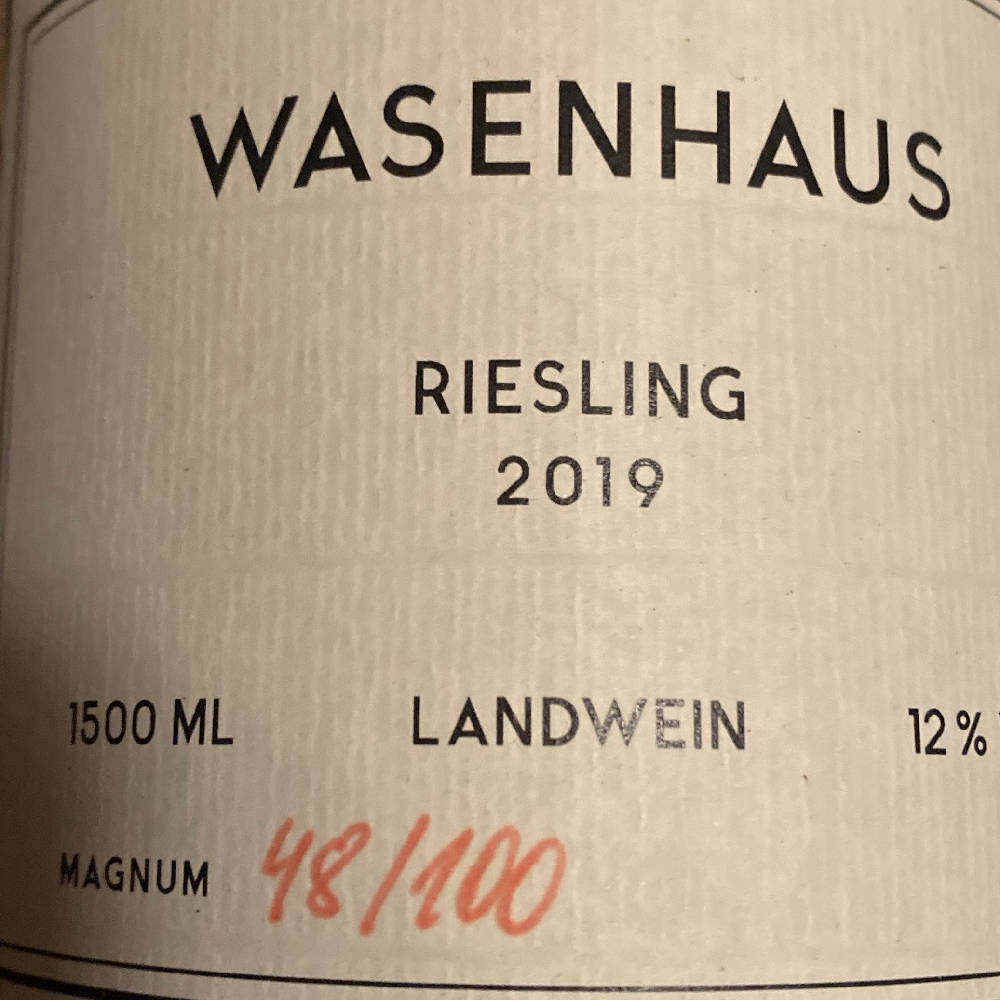 WASENHAUS
RIESLING
2019
1500 ML LANDWEIN 12%
MAGNUM 48/100